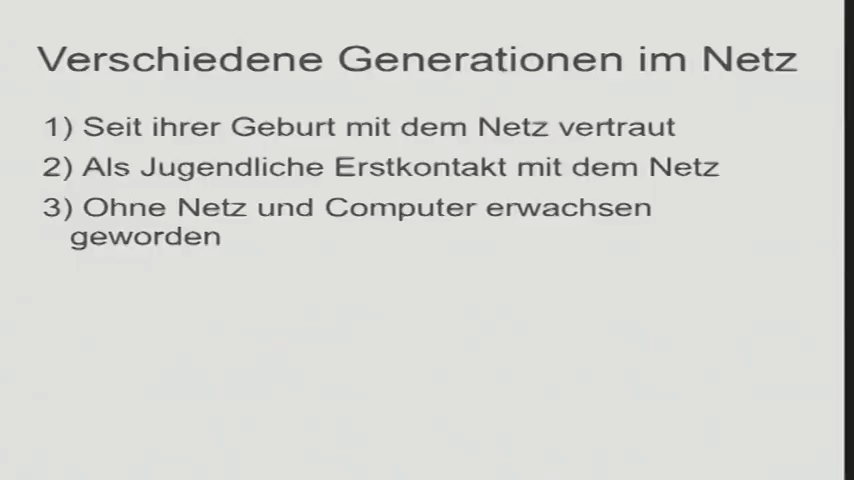 Verschiedene Generationen im Netz
1) Seit ihrer Geburt mit dem Netz vertraut
2) Als Jugendliche Erstkontakt mit dem Netz
3) Ohne Netz und Computer erwachsen
geworden